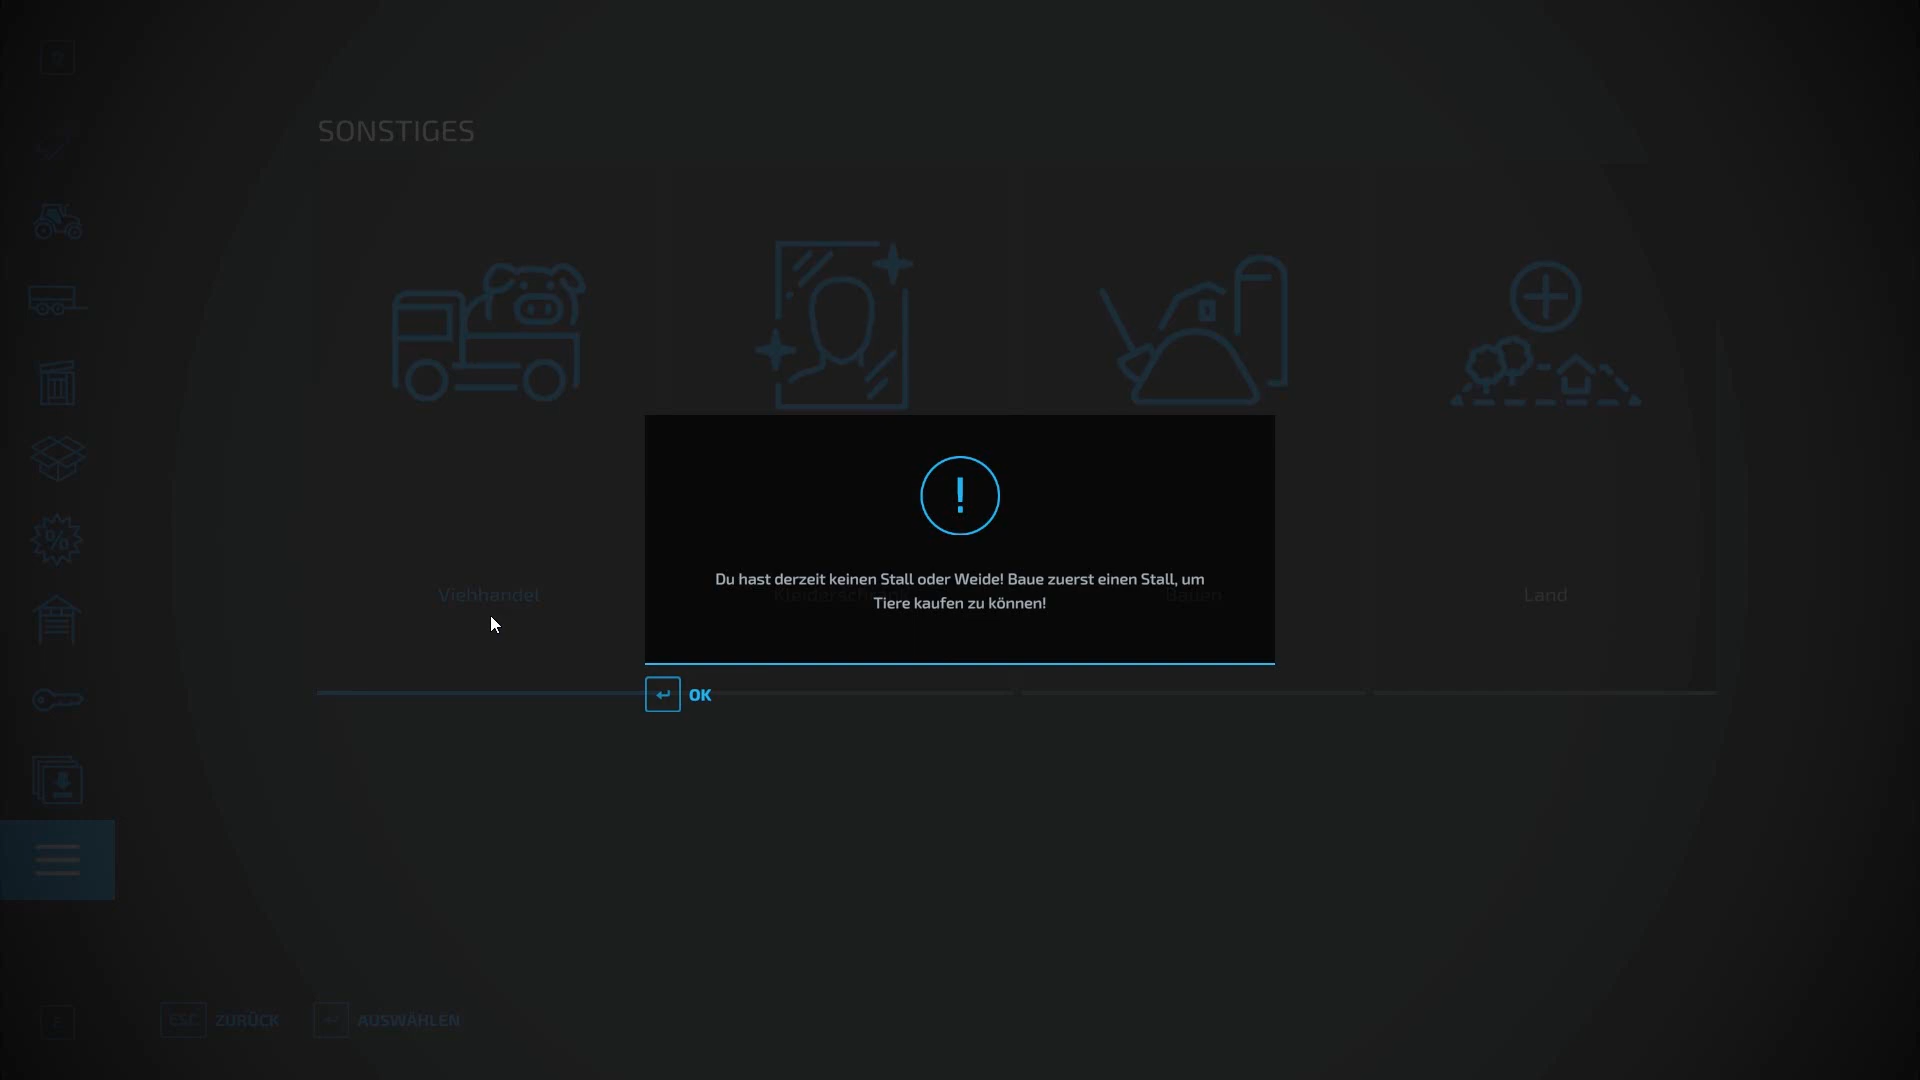 SONSTIGES
Viehhandel
Bauen
Land
Du hast derzeit keinen Stall oder Weide! Baue zuerst einen Stall, um
Tiere kaufen zu können!
OK
%
ESC ZURÜCK
AUSWÄHLEN